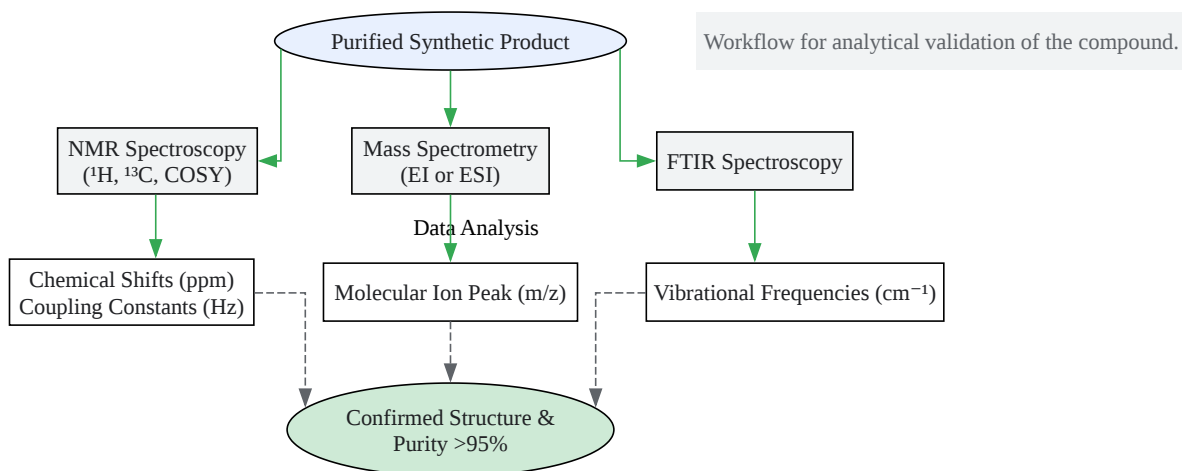 Purified Synthetic Product
Workflow for analytical validation of the compound.
NMR Spectroscopy
(¹H, ¹³C, COSY)
Mass Spectrometry
(EI or ESI)
FTIR Spectroscopy
Data Analysis
Chemical Shifts (ppm)
Coupling Constants (Hz)
Molecular Ion Peak (m/z)
Vibrational Frequencies (cm⁻¹)
Confirmed Structure &
Purity >95%